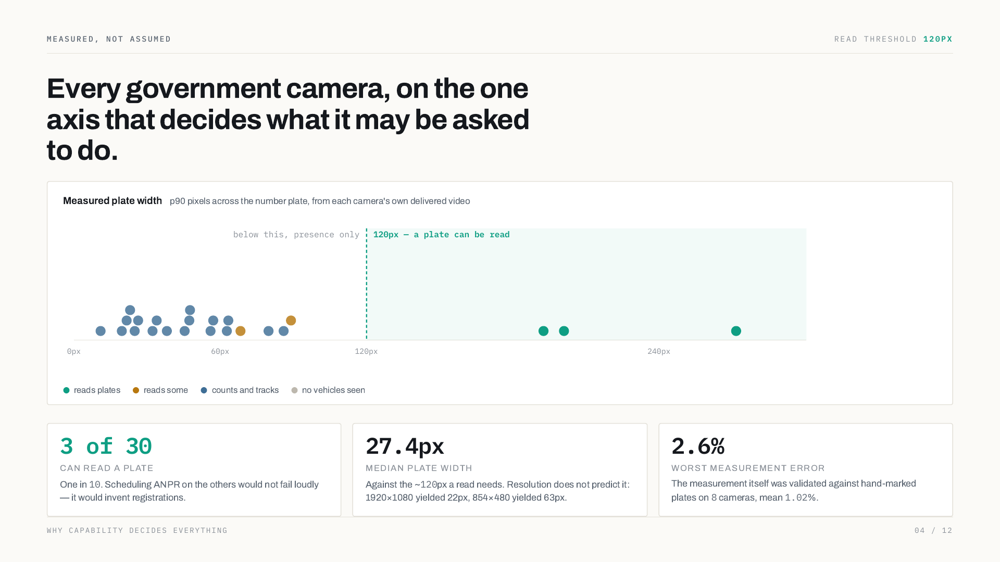 MEASURED, NOT ASSUMED
READ THRESHOLD 120PX
Every government camera, on the one
axis that decides what it may be asked
to do.
Measured plate width p90 pixels across the number plate, from each camera's own delivered video
below this, presence only
120px — a plate can be read
0px 60px 120px 240px
reads plates reads some counts and tracks no vehicles seen
3 of 30
CAN READ A PLATE
One in 10. Scheduling ANPR on the others would not fail loudly
— it would invent registrations.
27.4px
MEDIAN PLATE WIDTH
Against the ~120px a read needs. Resolution does not predict it:
1920×1080 yielded 22px, 854×480 yielded 63px.
2.6%
WORST MEASUREMENT ERROR
The measurement itself was validated against hand-marked
plates on 8 cameras, mean 1.02%.
WHY CAPABILITY DECIDES EVERYTHING
04 / 12